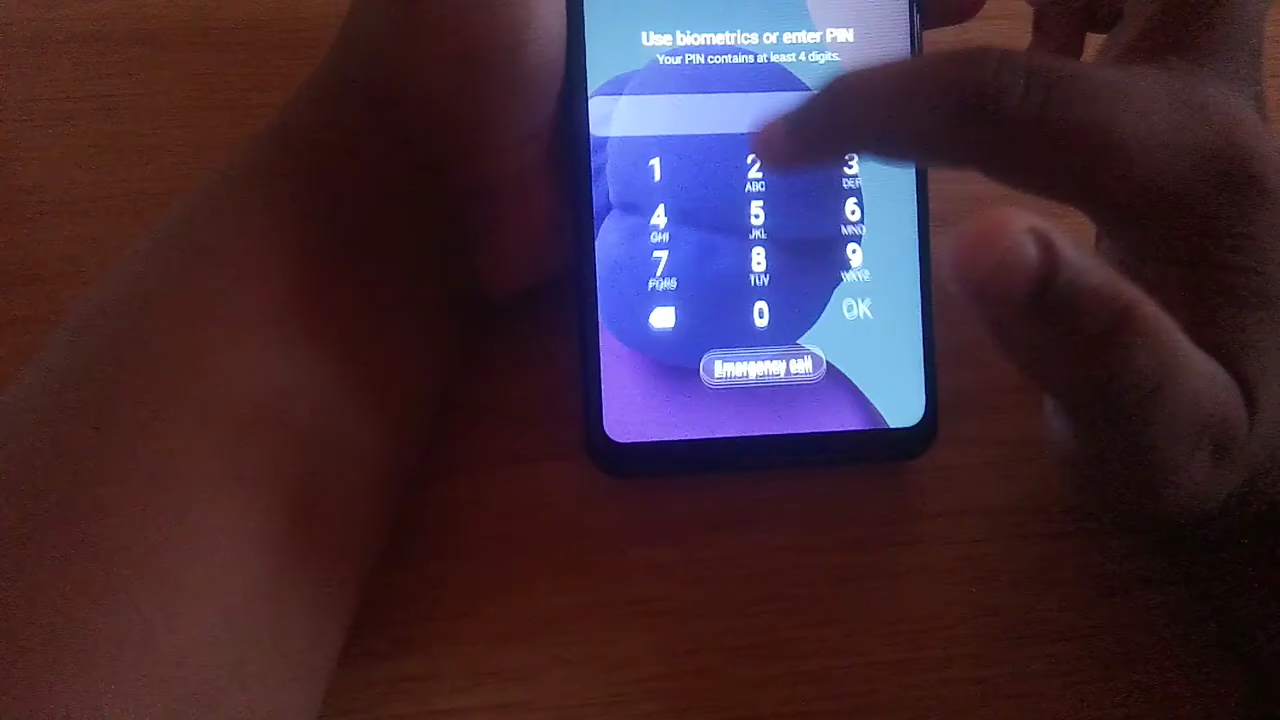 Use biometrics or enter PIN
Your PIN contains at least 4 digits.
1 2 3
ABC DEF
4 5 6
GHI JKL MNO
7 8 9
PQRS TUV WXYZ
0 OK
Emergency call